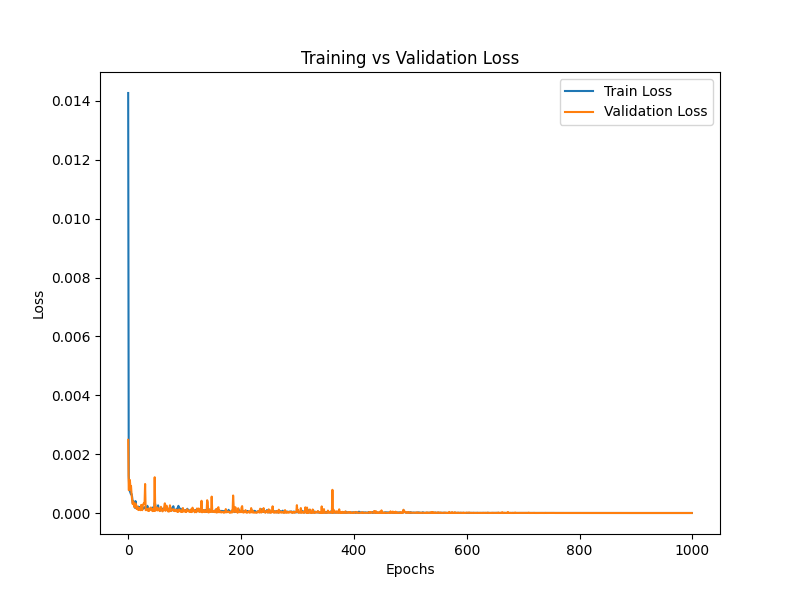 Training vs Validation Loss
Train Loss
Validation Loss
0.014
0.012
0.010
0.008
0.006
0.004
0.002
0.000
Loss
0 200 400 600 800 1000
Epochs